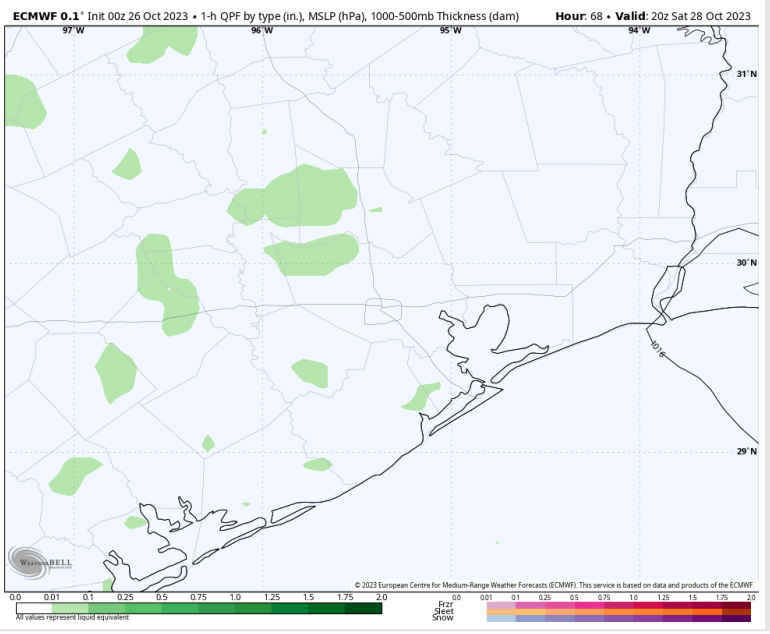 ECMWF 0.1° Init 00z 26 Oct 2023 • 1-h QPF by type (in.), MSLP (hPa), 1000-500mb Thickness (dam) Hour: 68 • Valid: 20z Sat 28 Oct 2023
97°W 96°W 95°W 94°W
31°N
30°N
1016
29°N
WEATHERBELL
© 2023 European Centre for Medium-Range Weather Forecasts (ECMWF). This service is based on data and products of the ECMWF.
0.0 0.01 0.1 0.25 0.5 0.75 1.0 1.25 1.5 1.75 2.0 0.0 0.01 0.1 0.25 0.5 0.75 1.0 1.25 1.5 1.75 2.0
Frzr
Sleet
Snow
All values represent liquid equivalent